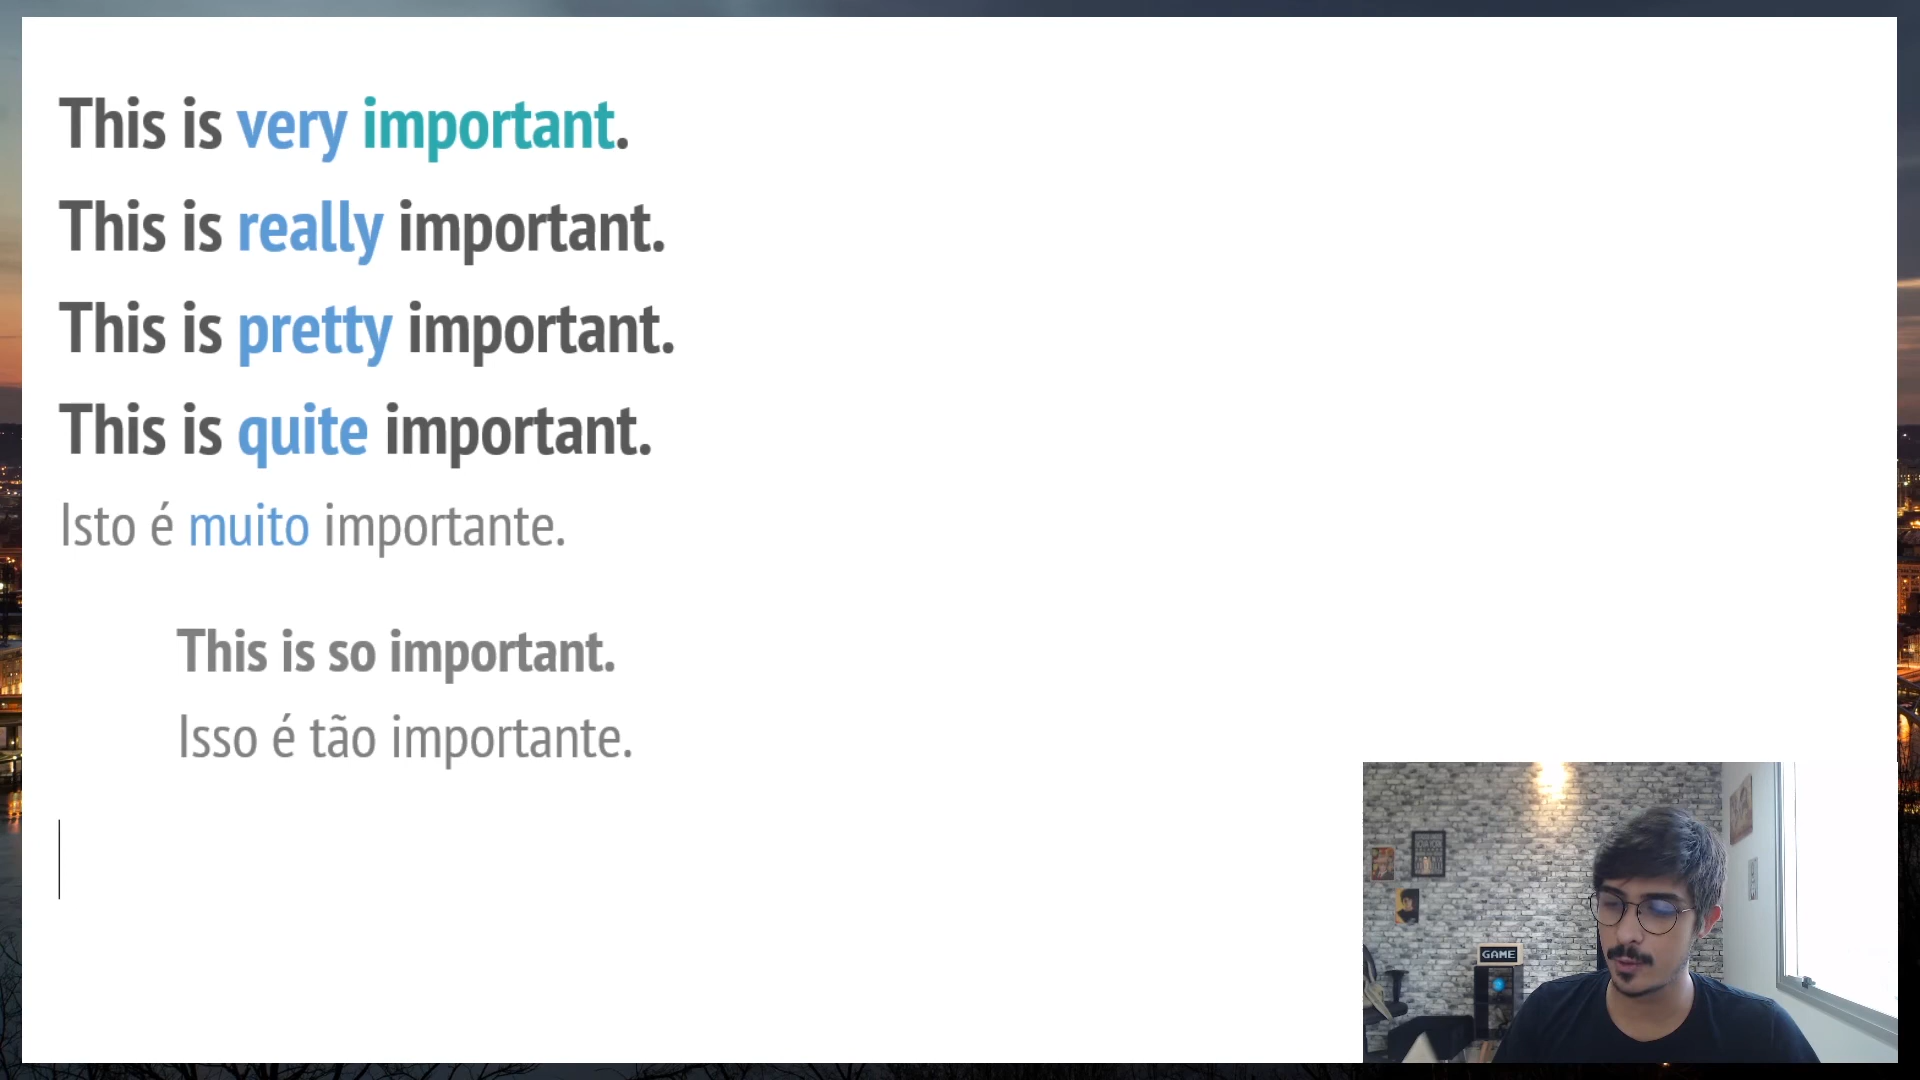 This is very important.
This is really important.
This is pretty important.
This is quite important.
Isto é muito importante.
This is so important.
Isso é tão importante.
GAME